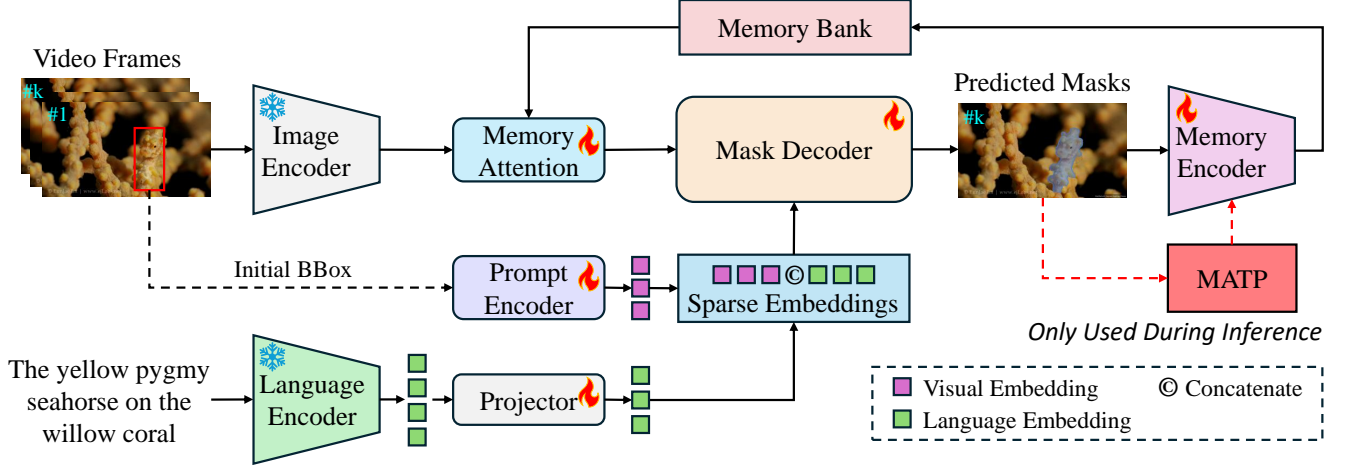 Memory Bank
Video Frames
#k
#1
Image
Encoder
Memory
Attention
Mask Decoder
Predicted Masks
#k
Memory
Encoder
Initial BBox
Prompt
Encoder
©
Sparse Embeddings
MATP
Only Used During Inference
The yellow pygmy
seahorse on the
willow coral
Language
Encoder
Projector
Visual Embedding
© Concatenate
Language Embedding